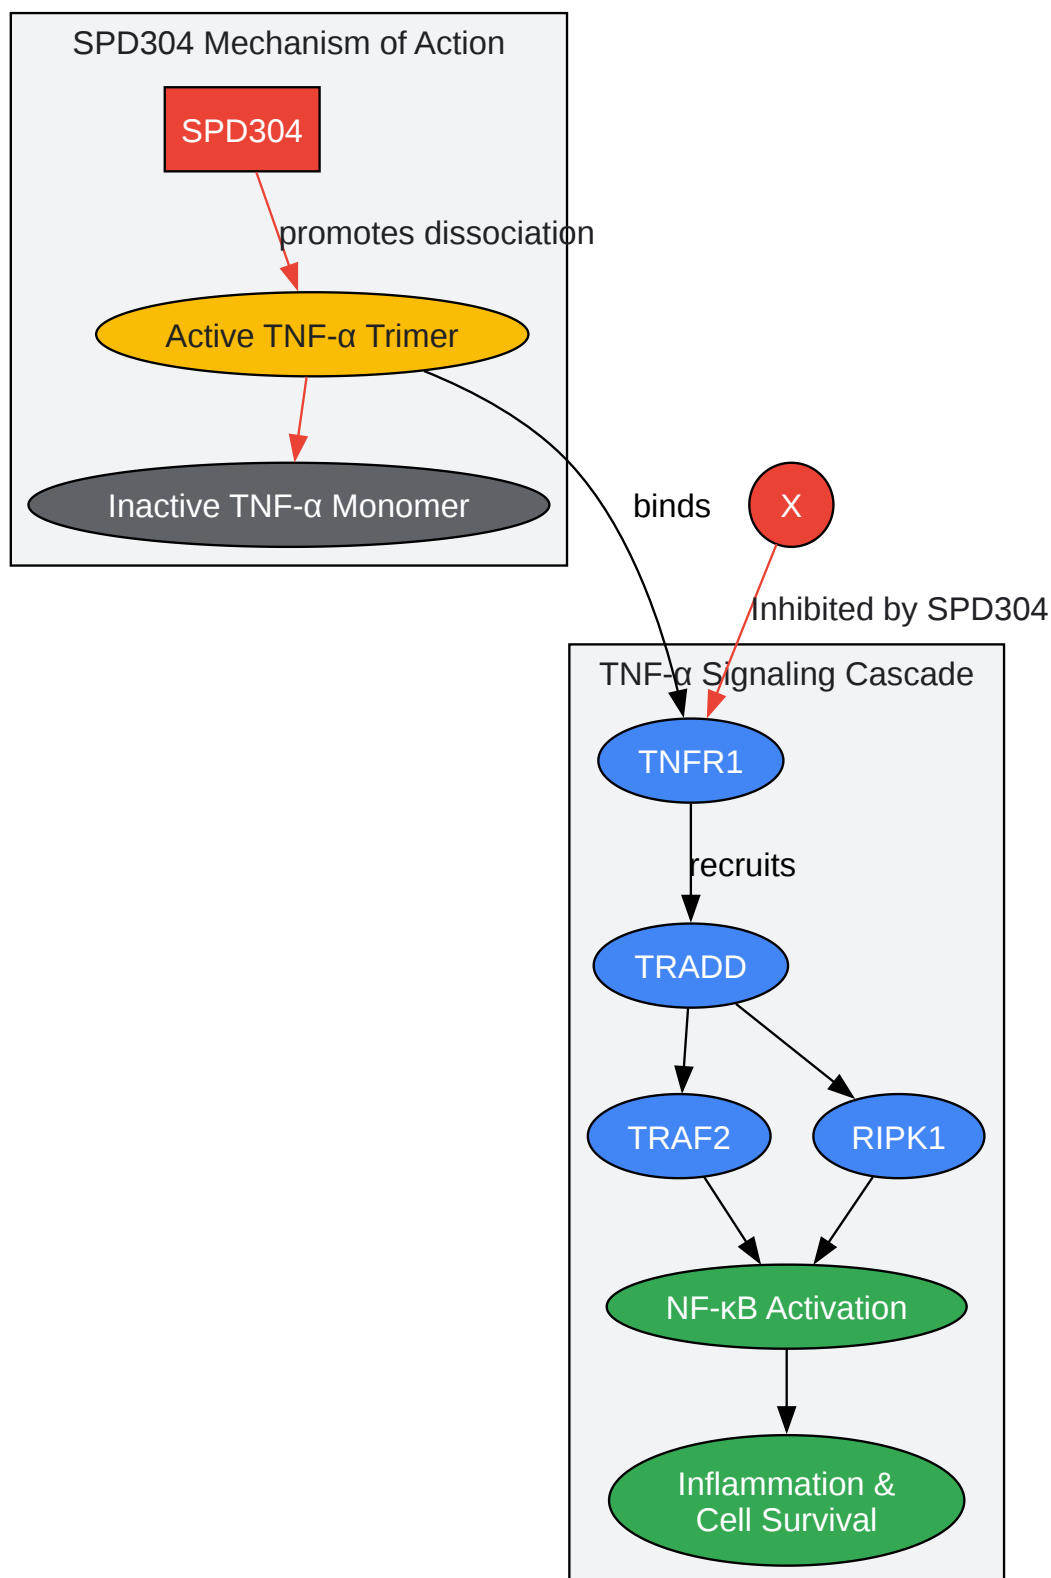 SPD304 Mechanism of Action
SPD304
promotes dissociation
Active TNF-α Trimer
Inactive TNF-α Monomer
binds
X
Inhibited by SPD304
TNF-α Signaling Cascade
TNFR1
recruits
TRADD
TRAF2
RIPK1
NF-κB Activation
Inflammation &
Cell Survival